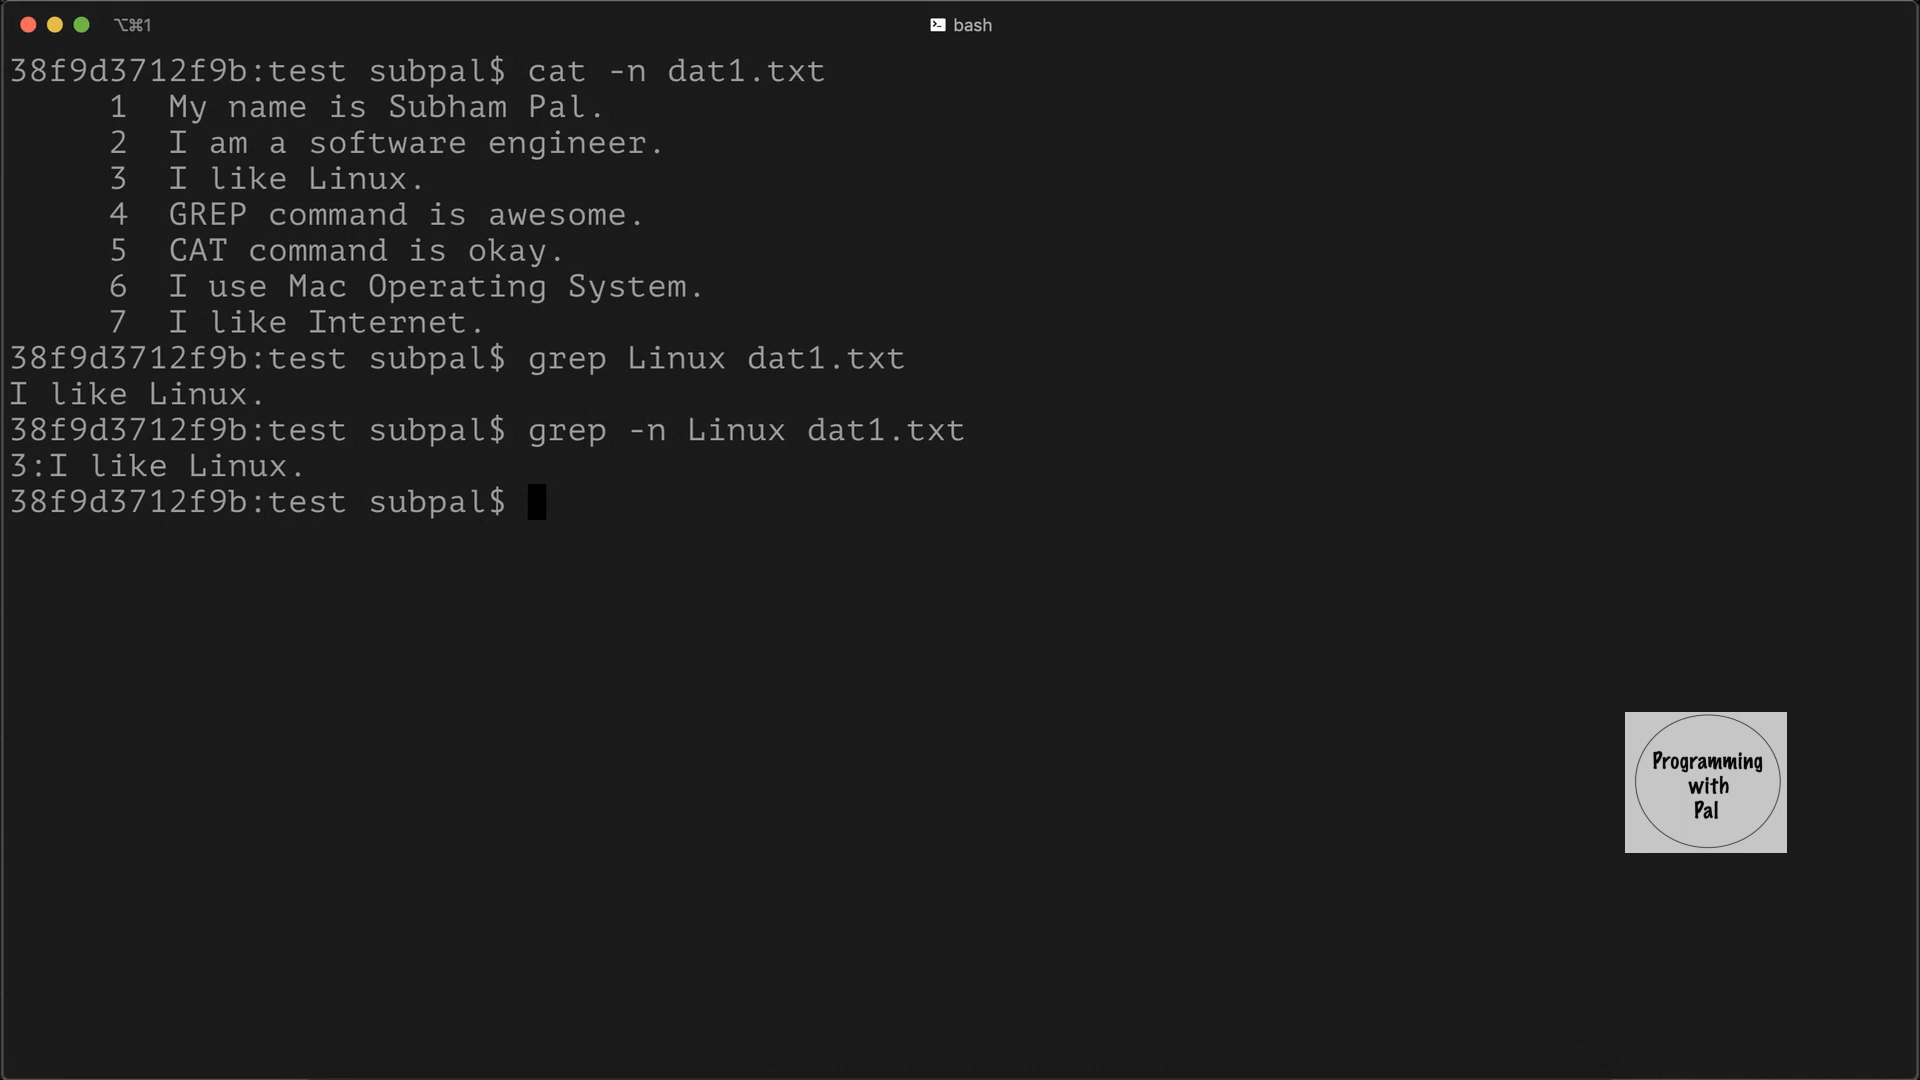 ⌥⌘1
bash
38f9d3712f9b:test subpal$ cat -n dat1.txt
1 My name is Subham Pal.
2 I am a software engineer.
3 I like Linux.
4 GREP command is awesome.
5 CAT command is okay.
6 I use Mac Operating System.
7 I like Internet.
38f9d3712f9b:test subpal$ grep Linux dat1.txt
I like Linux.
38f9d3712f9b:test subpal$ grep -n Linux dat1.txt
3:I like Linux.
38f9d3712f9b:test subpal$
Programming
with
Pal